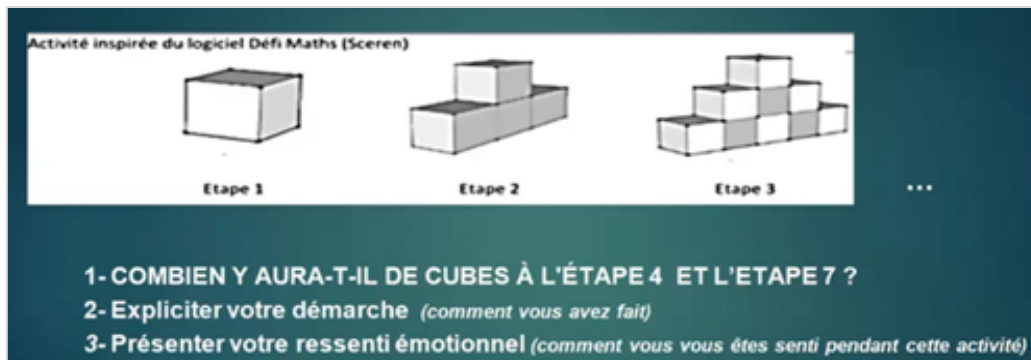 Activité inspirée du logiciel Défi Maths (Sceren)
Etape 1 Etape 2 Etape 3 ...
1- COMBIEN Y AURA-T-IL DE CUBES À L'ÉTAPE 4 ET L'ETAPE 7 ?
2- Expliciter votre démarche (comment vous avez fait)
3- Présenter votre ressenti émotionnel (comment vous vous êtes senti pendant cette activité)